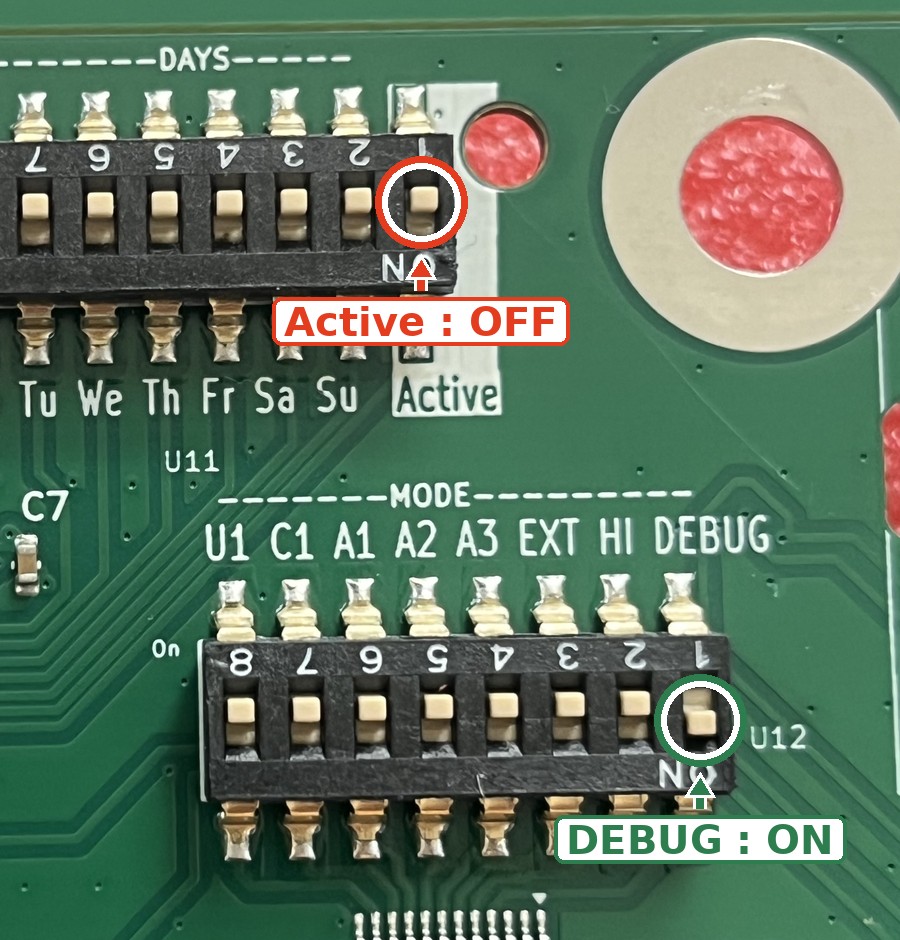 ------DAYS-----
7 6 5 4 3 2 1
ON
Active : OFF
Tu We Th Fr Sa Su Active
U11
C7
-------MODE---------
U1 C1 A1 A2 A3 EXT HI DEBUG
On
8 7 6 5 4 3 2 1
U12
ON
DEBUG : ON